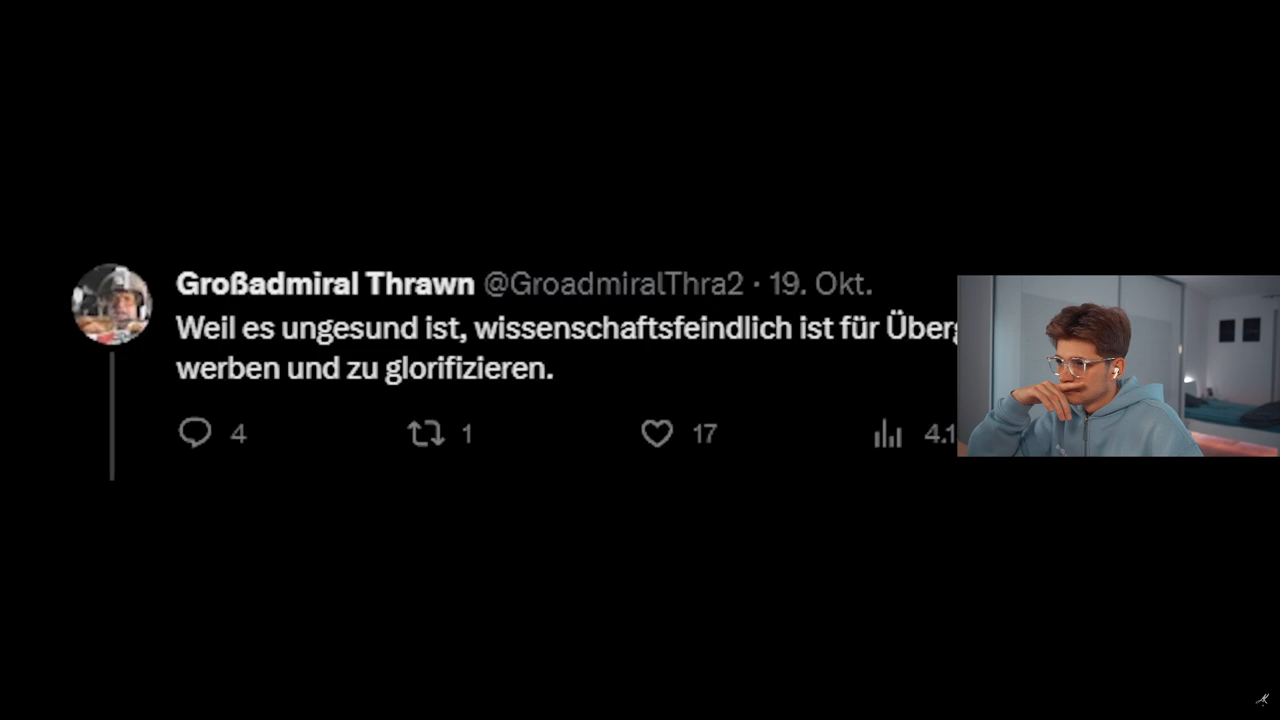 Großadmiral Thrawn @GroadmiralThra2 · 19. Okt.
Weil es ungesund ist, wissenschaftsfeindlich ist für
werben und zu glorifizieren.
4 1 17